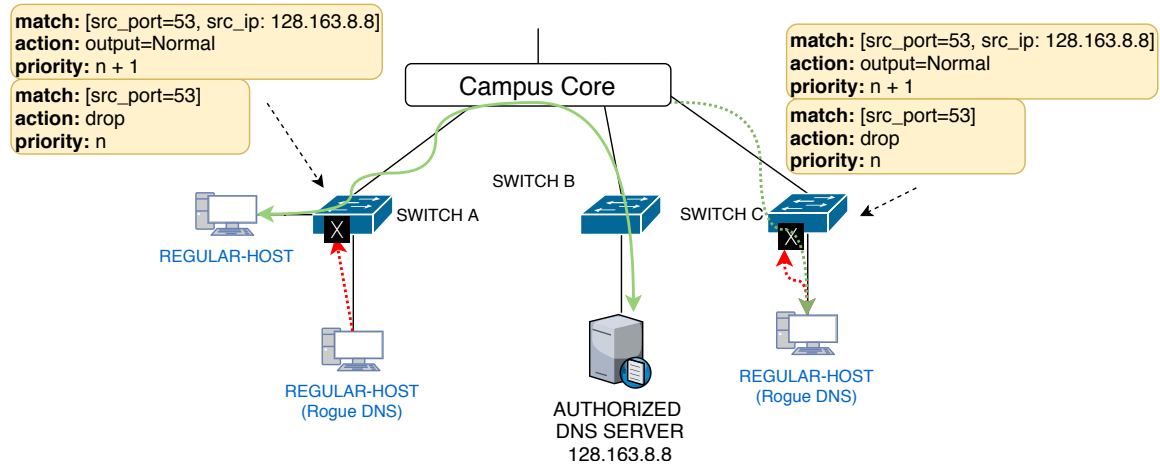 match: [src_port=53, src_ip: 128.163.8.8]
action: output=Normal
priority: n + 1
match: [src_port=53]
action: drop
priority: n
match: [src_port=53, src_ip: 128.163.8.8]
action: output=Normal
priority: n + 1
match: [src_port=53]
action: drop
priority: n
Campus Core
SWITCH A
SWITCH B
SWITCH C
X
X
REGULAR-HOST
REGULAR-HOST
(Rogue DNS)
AUTHORIZED
DNS SERVER
128.163.8.8
REGULAR-HOST
(Rogue DNS)